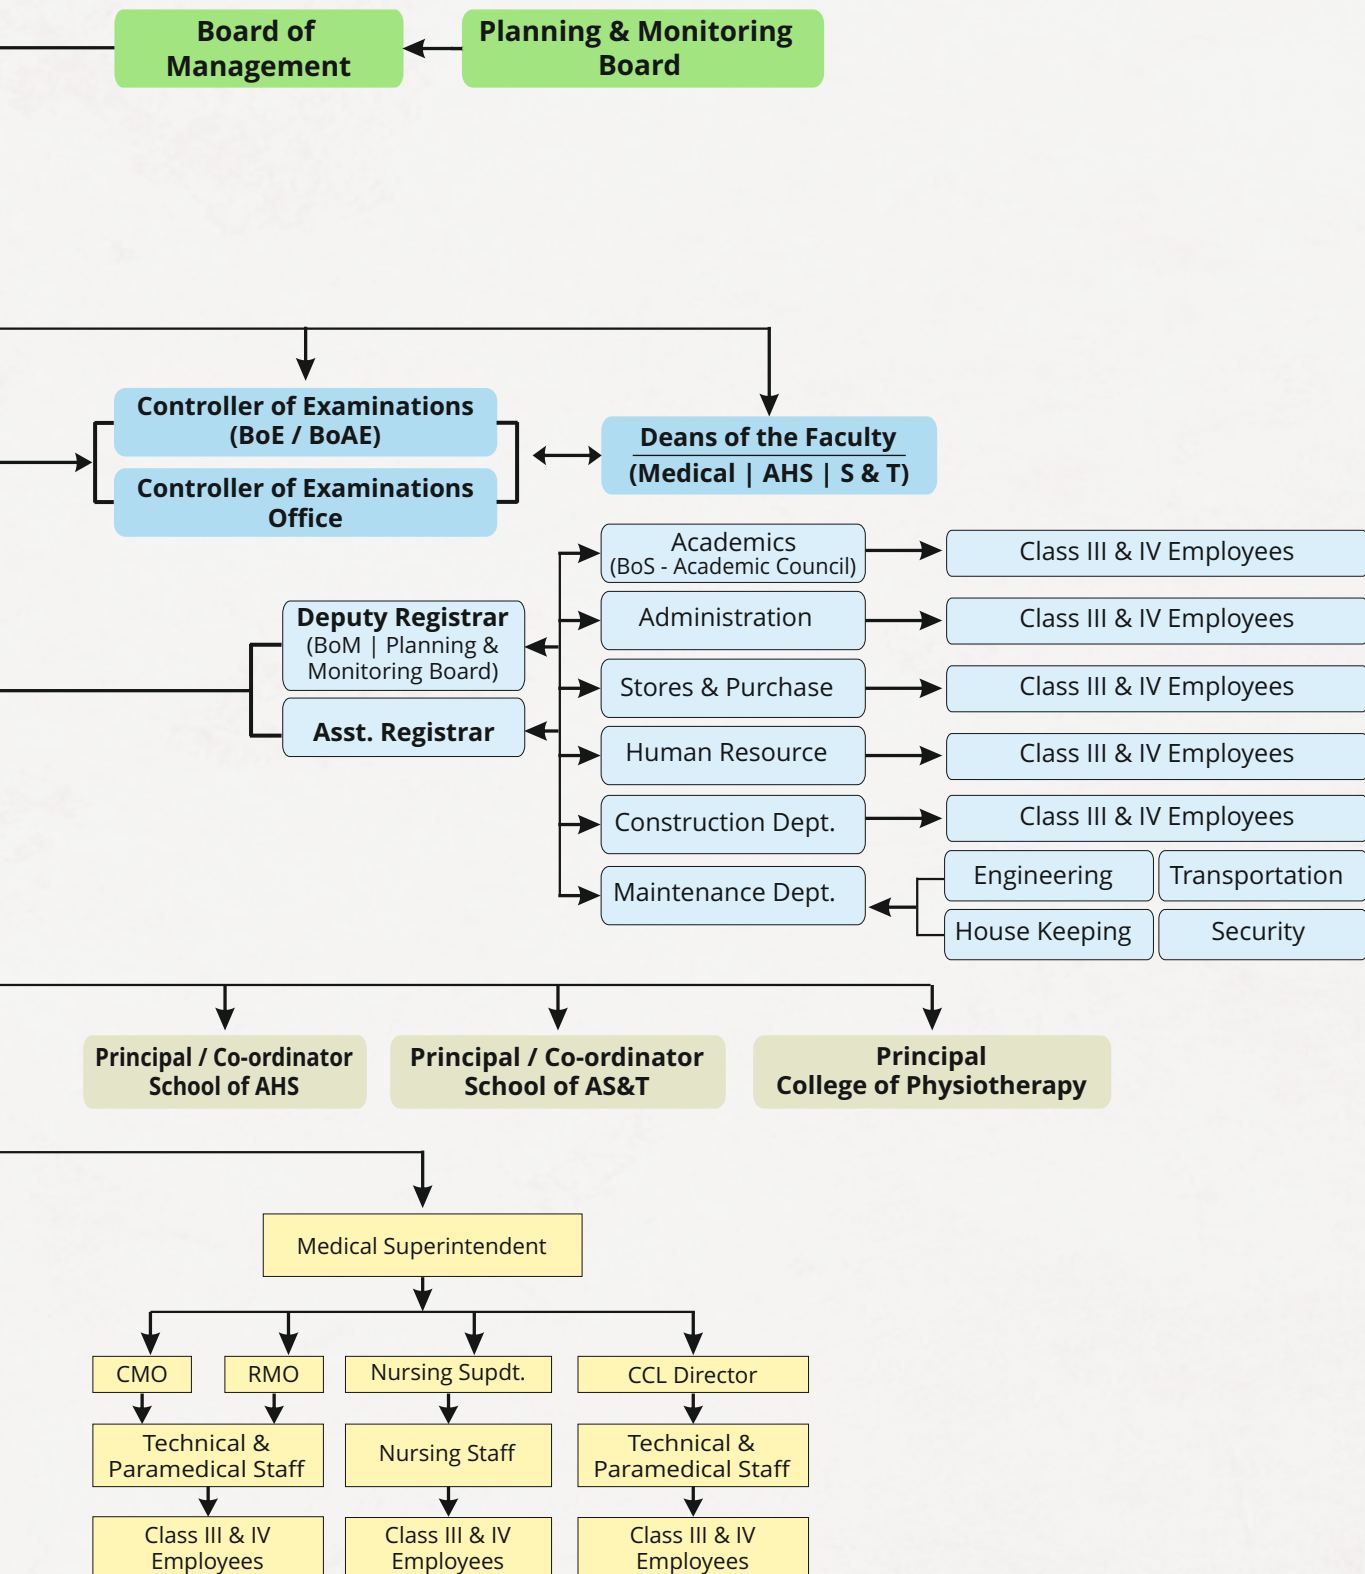 Board of
Management
Planning & Monitoring
Board
Controller of Examinations
(BoE / BoAE)
Controller of Examinations
Office
Deans of the Faculty
(Medical | AHS | S & T)
Deputy Registrar
(BoM | Planning &
Monitoring Board)
Asst. Registrar
Academics
(BoS - Academic Council)
Class III & IV Employees
Administration
Class III & IV Employees
Stores & Purchase
Class III & IV Employees
Human Resource
Class III & IV Employees
Construction Dept.
Class III & IV Employees
Maintenance Dept.
Engineering
Transportation
House Keeping
Security
Principal / Co-ordinator
School of AHS
Principal / Co-ordinator
School of AS&T
Principal
College of Physiotherapy
Medical Superintendent
CMO
RMO
Nursing Supdt.
CCL Director
Technical &
Paramedical Staff
Nursing Staff
Technical &
Paramedical Staff
Class III & IV
Employees
Class III & IV
Employees
Class III & IV
Employees